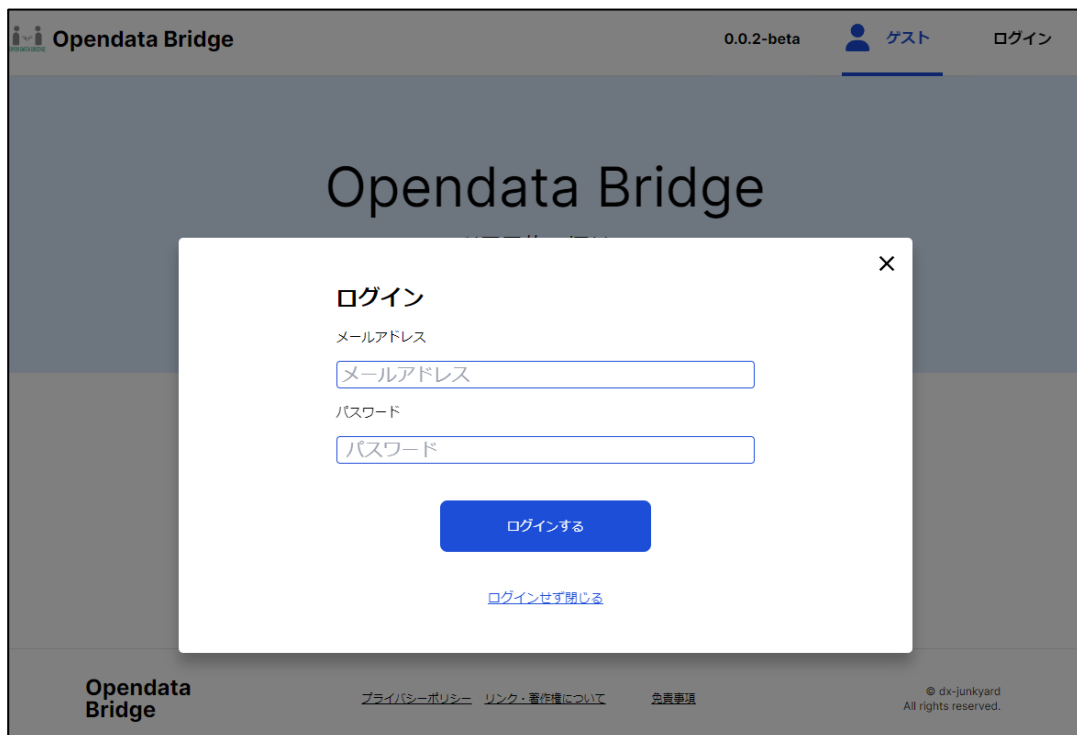 OPEN DATA BRIDGE
Opendata Bridge
0.0.2-beta
ゲスト
ログイン
Opendata Bridge
ログイン
メールアドレス
メールアドレス
パスワード
パスワード
ログインする
ログインせず閉じる
Opendata
Bridge
プライバシーポリシー
リンク・著作権について
免責事項
© dx-junkyard
All rights reserved.